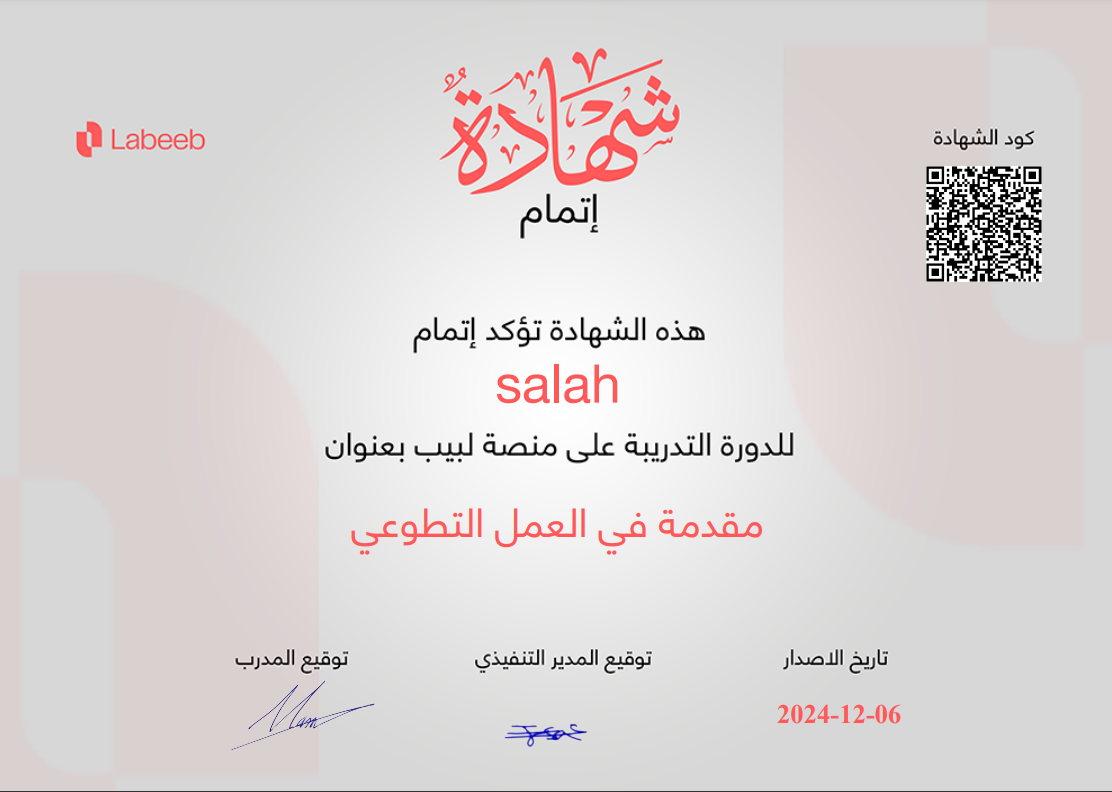 شهادةٌ
إتمام
Labeeb
كود الشهادة
هذه الشهادة تؤكد إتمام
salah
للدورة التدريبة على منصة لبيب بعنوان
مقدمة في العمل التطوعي
تاريخ الاصدار
توقيع المدير التنفيذي
توقيع المدرب
2024-12-06